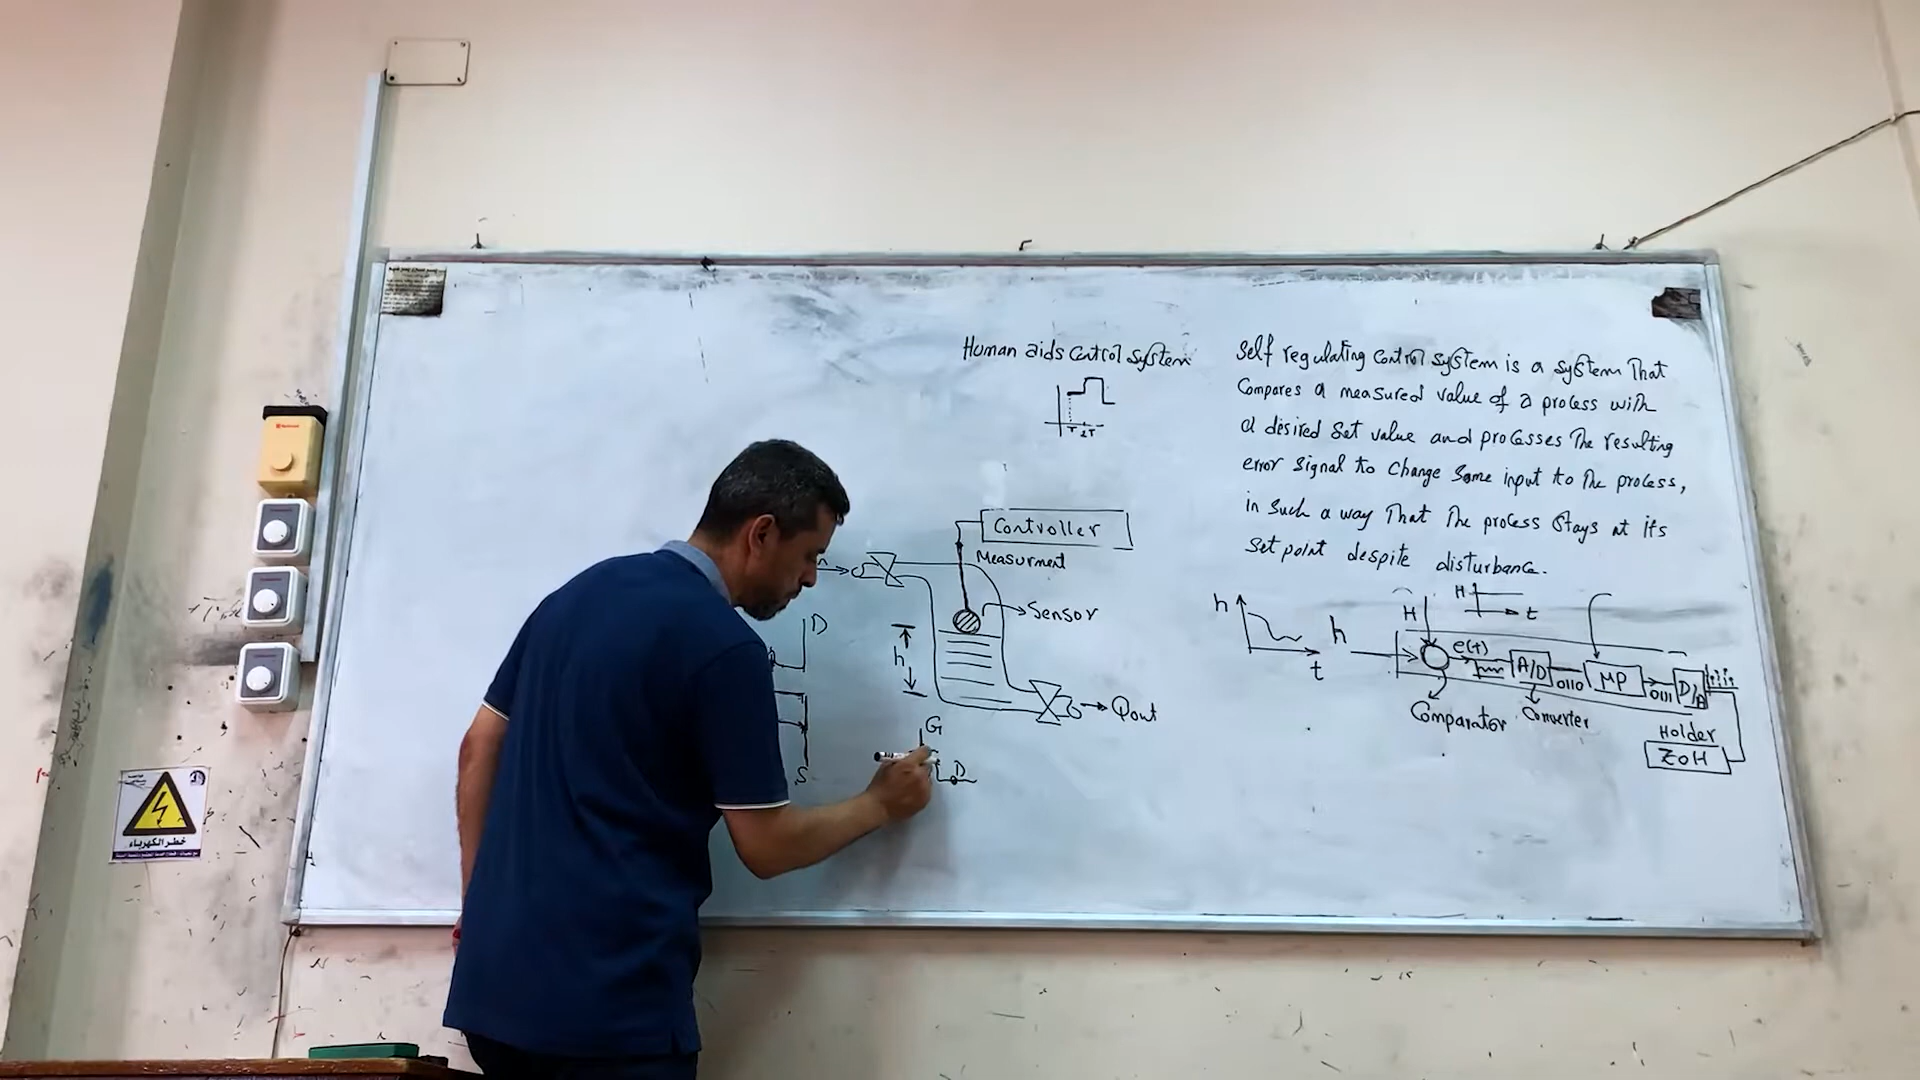 Human aids Control system
T 2T
Self regulating Control system is a system That
Compares a measured value of a process with
a desired Set value and processes The resulting
error signal to change some input to The process,
in such a way That The process stays at its
set point despite disturbance.
Controller
Measurment
Sensor
h
Qout
D
S
G
D
h
t
h
H
H
t
e(t)
A/D
0110
MP
0111
D/A
Comparator
Converter
Holder
ZOH
خطر الكهرباء